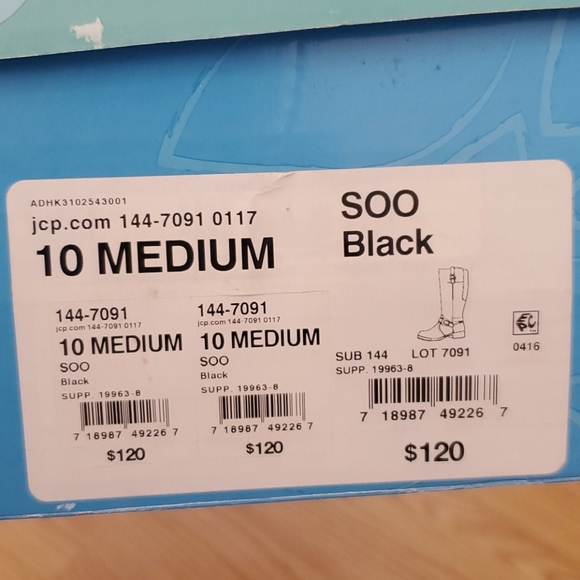 ADHK3102543001
jcp.com 144-7091 0117
10 MEDIUM
SOO
Black
144-7091
jcp.com 144-7091 0117
10 MEDIUM
SOO
Black
SUPP. 19963-8
7 18987 49226 7
$120
144-7091
jcp.com 144-7091 0117
10 MEDIUM
SOO
Black
SUPP. 19963-8
7 18987 49226 7
$120
SUB 144 LOT 7091
SUPP. 19963-8
0416
7 18987 49226 7
$120